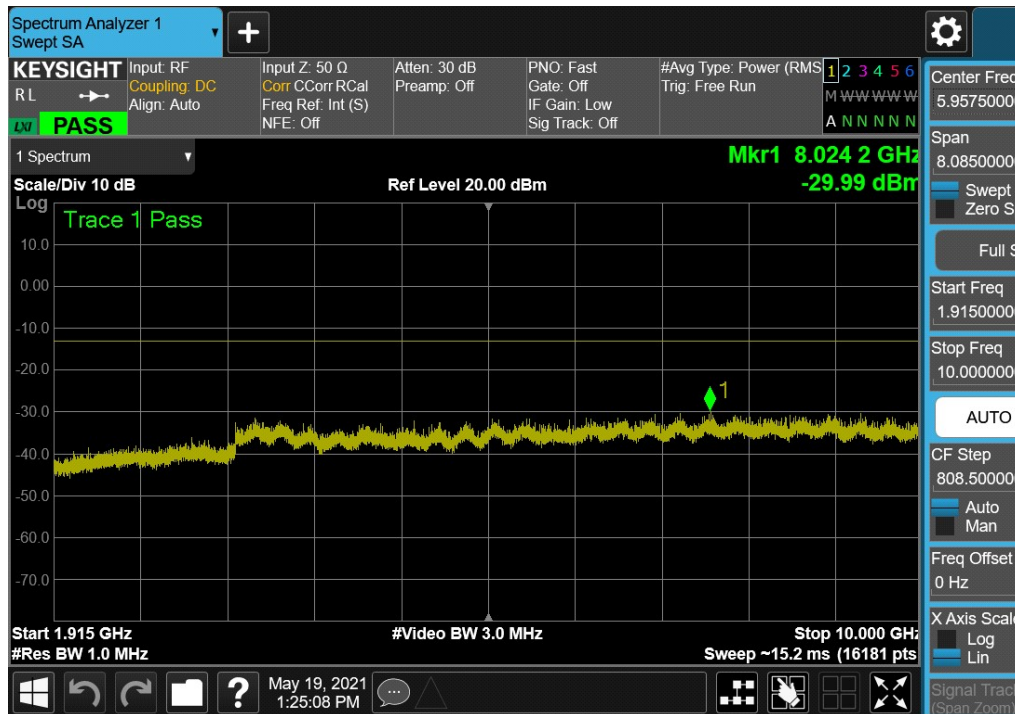 Spectrum Analyzer 1
Swept SA
+
KEYSIGHT
R L
LXI
PASS
Input: RF
Coupling: DC
Align: Auto
Input Z: 50 Ω
Corr CCorr RCal
Freq Ref: Int (S)
NFE: Off
Atten: 30 dB
Preamp: Off
PNO: Fast
Gate: Off
IF Gain: Low
Sig Track: Off
#Avg Type: Power (RMS
Trig: Free Run
1 2 3 4 5 6
M W W W W W
A N N N N N
1 Spectrum
Mkr1 8.024 2 GHz
Scale/Div 10 dB
Ref Level 20.00 dBm
-29.99 dBm
Log
Trace 1 Pass
10.0
0.00
-10.0
-20.0
-30.0
-40.0
-50.0
-60.0
-70.0
1
Start 1.915 GHz
#Video BW 3.0 MHz
Stop 10.000 GHz
#Res BW 1.0 MHz
Sweep ~15.2 ms (16181 pts
?
May 19, 2021
1:25:08 PM
Center Freq
5.95750000
Span
8.08500000
Swept
Zero S
Full S
Start Freq
1.91500000
Stop Freq
10.0000000
AUTO
CF Step
808.500000
Auto
Man
Freq Offset
0 Hz
X Axis Scale
Log
Lin
Signal Track
(Span Zoom)